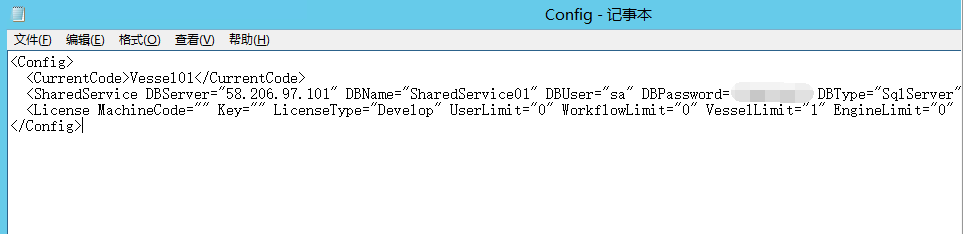 Config - 记事本
文件(F) 编辑(E) 格式(O) 查看(V) 帮助(H)
<Config>
<CurrentCode>Vessel01</CurrentCode>
<SharedService DBServer="58.206.97.101" DBName="SharedService01" DBUser="sa" DBPassword= DBType="SqlServer"
<License MachineCode="" Key="" LicenseType="Develop" UserLimit="0" WorkflowLimit="0" VesselLimit="1" EngineLimit="0"
</Config>